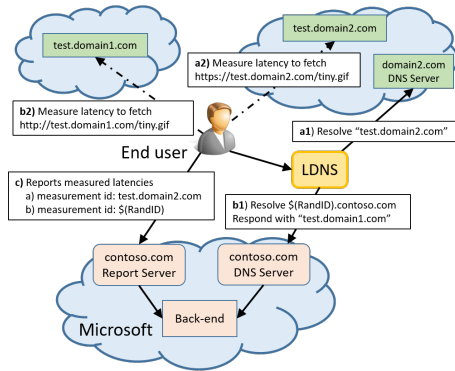 test.domain1.com
test.domain2.com
a2) Measure latency to fetch
https://test.domain2.com/tiny.gif
domain2.com
DNS Server
b2) Measure latency to fetch
http://test.domain1.com/tiny.gif
a1) Resolve “test.domain2.com”
End user
LDNS
c) Reports measured latencies
a) measurement id: test.domain2.com
b) measurement id: $(RandID)
b1) Resolve $(RandID).contoso.com
Respond with “test.domain1.com”
contoso.com
Report Server
contoso.com
DNS Server
Back-end
Microsoft